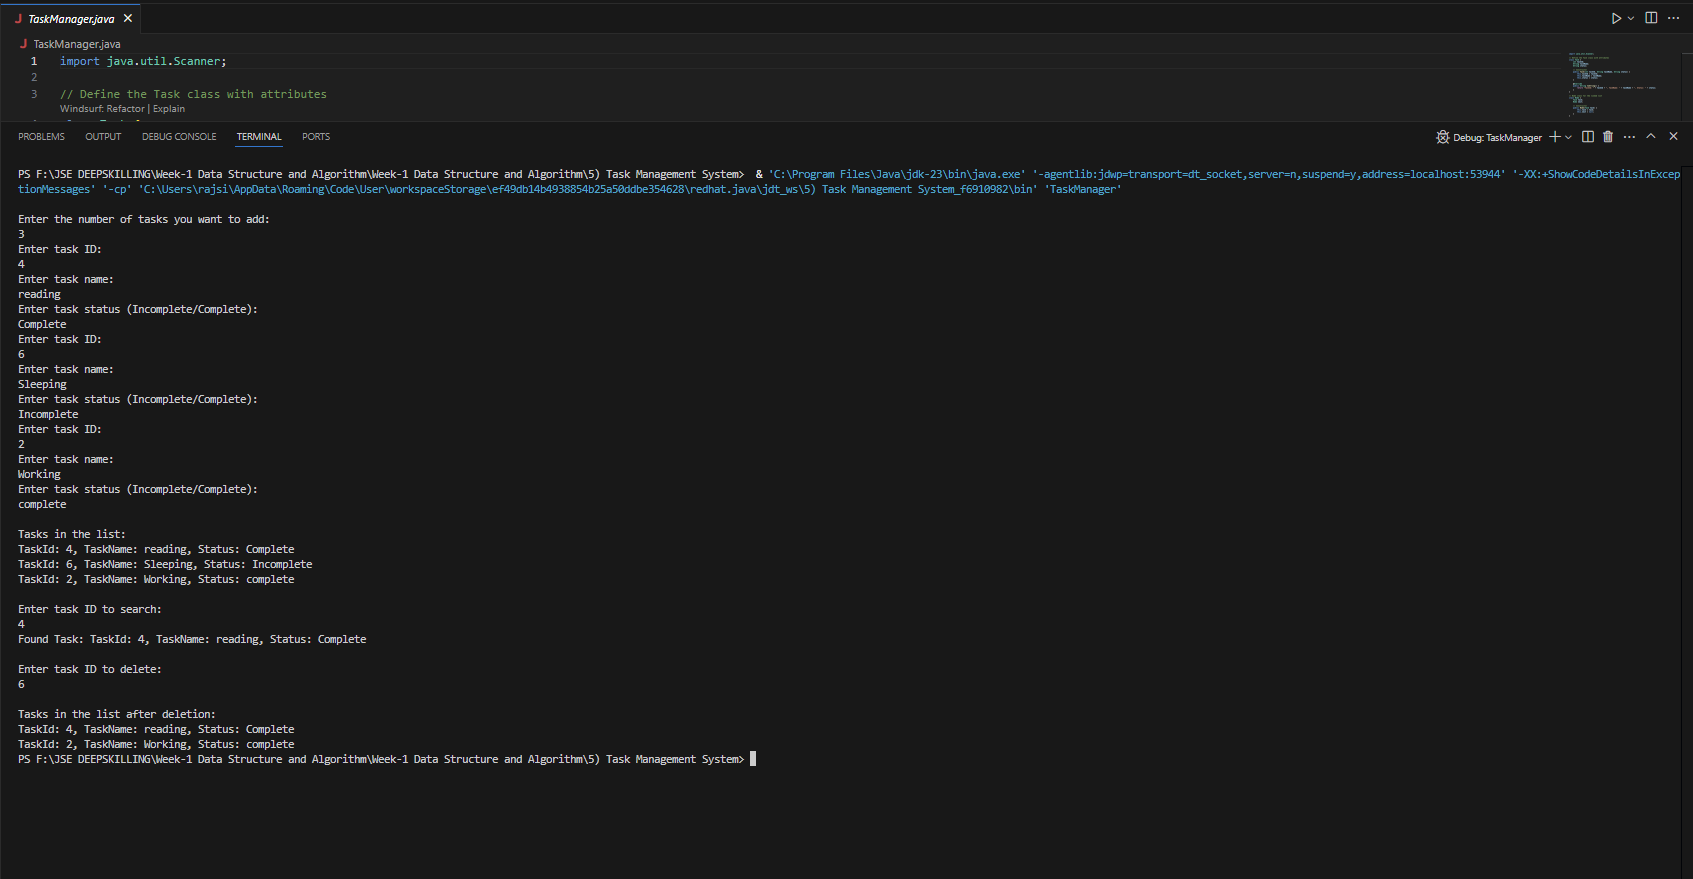 TaskManager.java
TaskManager.java
1 import java.util.Scanner;
2
3 // Define the Task class with attributes
Windsurf: Refactor | Explain
PROBLEMS OUTPUT DEBUG CONSOLE TERMINAL PORTS
Debug: TaskManager
PS F:\JSE DEEPSKILLING\Week-1 Data Structure and Algorithm\Week-1 Data Structure and Algorithm\5) Task Management System> & 'C:\Program Files\Java\jdk-23\bin\java.exe' '-agentlib:jdwp=transport=dt_socket,server=n,suspend=y,address=localhost:53944' '-XX:+ShowCodeDetailsInExcep
tionMessages' '-cp' 'C:\Users\rajsi\AppData\Roaming\Code\User\workspaceStorage\ef49db14b4938854b25a50ddbe354628\redhat.java\jdt_ws\5) Task Management System_f6910982\bin' 'TaskManager'
Enter the number of tasks you want to add:
3
Enter task ID:
4
Enter task name:
reading
Enter task status (Incomplete/Complete):
Complete
Enter task ID:
6
Enter task name:
Sleeping
Enter task status (Incomplete/Complete):
Incomplete
Enter task ID:
2
Enter task name:
Working
Enter task status (Incomplete/Complete):
complete
Tasks in the list:
TaskId: 4, TaskName: reading, Status: Complete
TaskId: 6, TaskName: Sleeping, Status: Incomplete
TaskId: 2, TaskName: Working, Status: complete
Enter task ID to search:
4
Found Task: TaskId: 4, TaskName: reading, Status: Complete
Enter task ID to delete:
6
Tasks in the list after deletion:
TaskId: 4, TaskName: reading, Status: Complete
TaskId: 2, TaskName: Working, Status: complete
PS F:\JSE DEEPSKILLING\Week-1 Data Structure and Algorithm\Week-1 Data Structure and Algorithm\5) Task Management System>